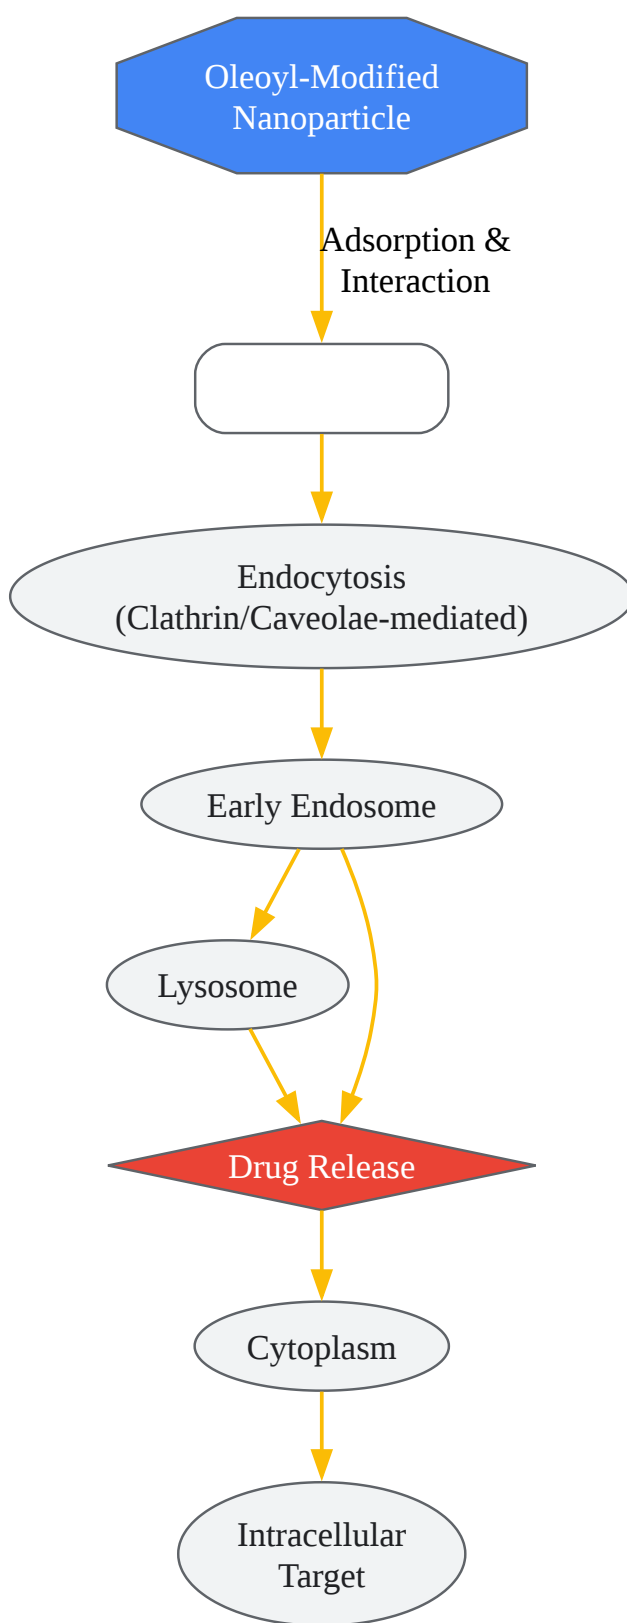 Oleoyl-Modified
Nanoparticle
Adsorption &
Interaction
Endocytosis
(Clathrin/Caveolae-mediated)
Early Endosome
Lysosome
Drug Release
Cytoplasm
Intracellular
Target